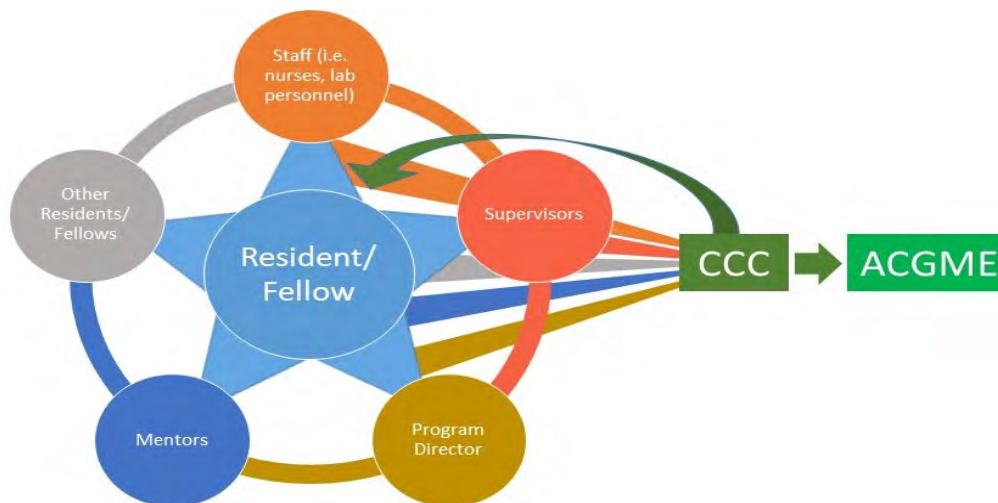 Staff (i.e.
nurses, lab
personnel)
Other
Residents/
Fellows
Supervisors
Resident/
Fellow
CCC
ACGME
Mentors
Program
Director